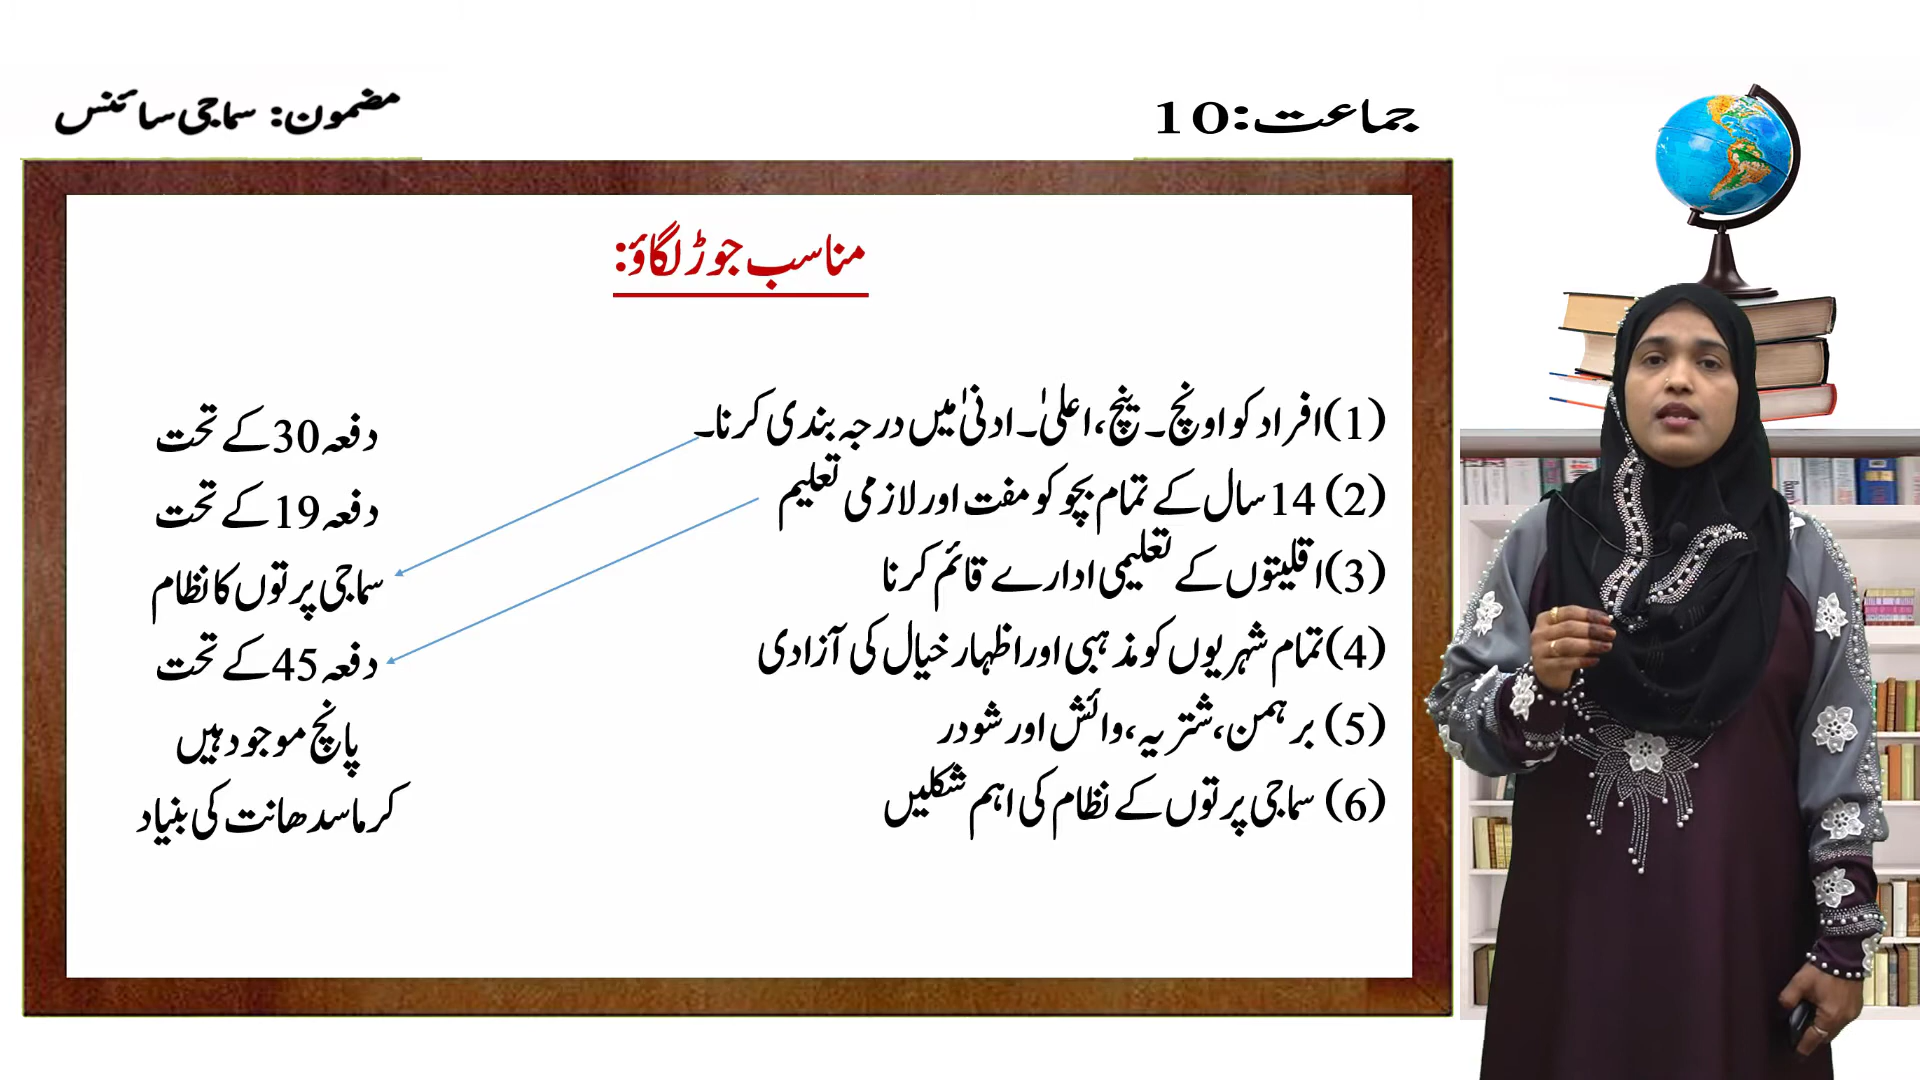 جماعت:10
مضمون: سماجی سائنس
مناسب جوڑ لگاؤ:
(1)افراد کو اونچ۔ ینچ،اعلیٰ۔ ادنیٰ میں درجہ بندی کرنا۔
دفعہ 30 کے تحت
(2) 14 سال کے تمام بچو کو مفت اور لازمی تعلیم
دفعہ 19 کے تحت
(3)اقلیتوں کے تعلیمی ادارے قائم کرنا
سماجی پرتوں کا نظام
(4)تمام شہریوں کو مذہبی اور اظہار خیال کی آزادی
دفعہ 45 کے تحت
(5) برہمن،شتریہ،وائش اور شودر
پانچ موجود ہیں
(6) سماجی پرتوں کے نظام کی اہم شکلیں
کرما سدھانت کی بنیاد